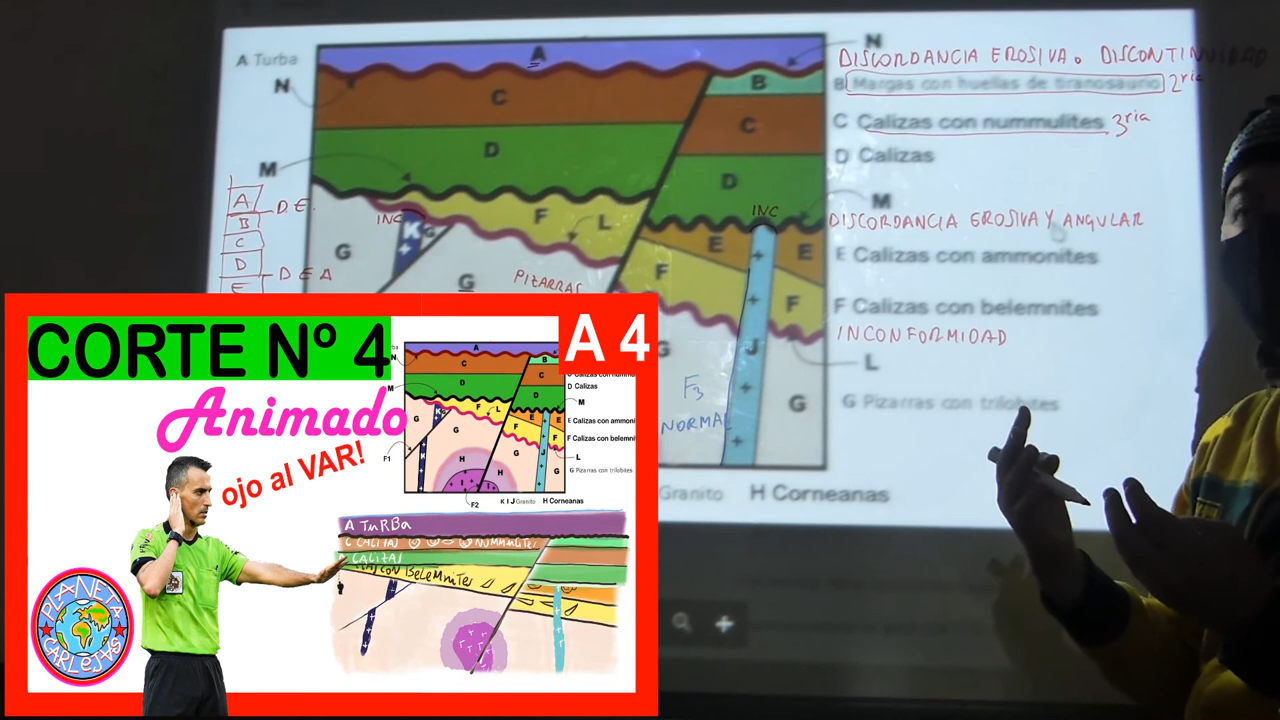 A Turba
A
N
DISCORDANCIA EROSIVA o DISCONTINUIDAD
N
C
B
B Margas con huellas de tiranosaurio 2ria
C
C Calizas con nummulites 3ria
D
D Calizas
M
D
M
A
D.E.
INC
F
L
INC
DISCORDANCIA EROSIVA Y ANGULAR
B
K
G
G
E
E
E Calizas con ammonites
C
D
F
D E A
G
PIZARRAS
E
F
F Calizas con belemnites
INCONFORMIDAD
L
G
J
F3
NORMAL
G
G Pizarras con trilobites
Granito
H Corneanas
CORTE Nº 4
A 4
Animado
ojo al VAR!
A
N
B
C
C
D
D Calizas
M
D
M
K
F
L
E
E
E Calizas con ammoni
G
G
F
F
F Calizas con belemnit
G
J
L
F1
H
H
G
G Pizarras con trilobites
I
F2
K I J Granito
H Corneanas
A TuRBa
C CALIZAS NUMMULITES
CALIZAS
CON BELEMNITES
PLANETA
CARLEJAS